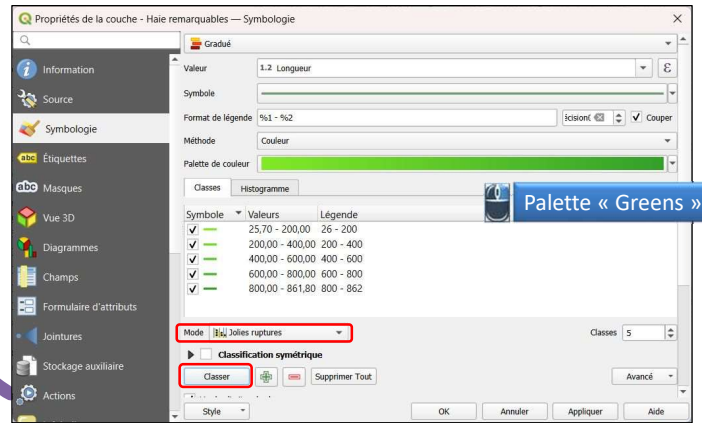 Propriétés de la couche - Haie remarquables — Symbologie
Gradué
Information
Valeur 1.2 Longueur ε
Source
Symbole
Symbologie
Format de légende %1 - %2 Couper
Méthode Couleur
abc Étiquettes
Palette de couleur
abc Masques
Classes Histogramme
Palette « Greens »
Vue 3D
Symbole Valeurs Légende
25,70 - 200,00 26 - 200
Diagrammes
200,00 - 400,00 200 - 400
400,00 - 600,00 400 - 600
Champs
600,00 - 800,00 600 - 800
800,00 - 861,80 800 - 862
Formulaire d'attributs
Jointures
Mode Jolies ruptures Classes 5
Classification symétrique
Stockage auxiliaire
Classer Supprimer Tout Avancé
Actions
Style OK Annuler Appliquer Aide